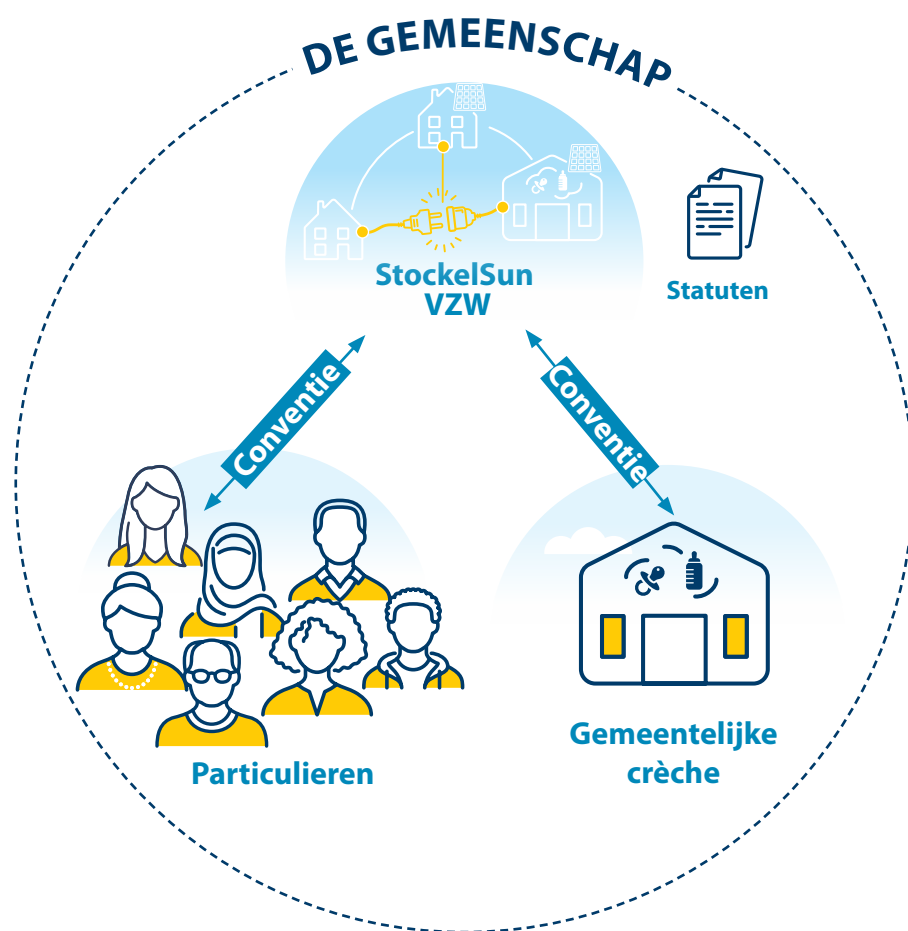 DE GEMEENSCHAP
StockelSun
VZW
Statuten
Conventie
Conventie
Particulieren
Gemeentelijke
crèche